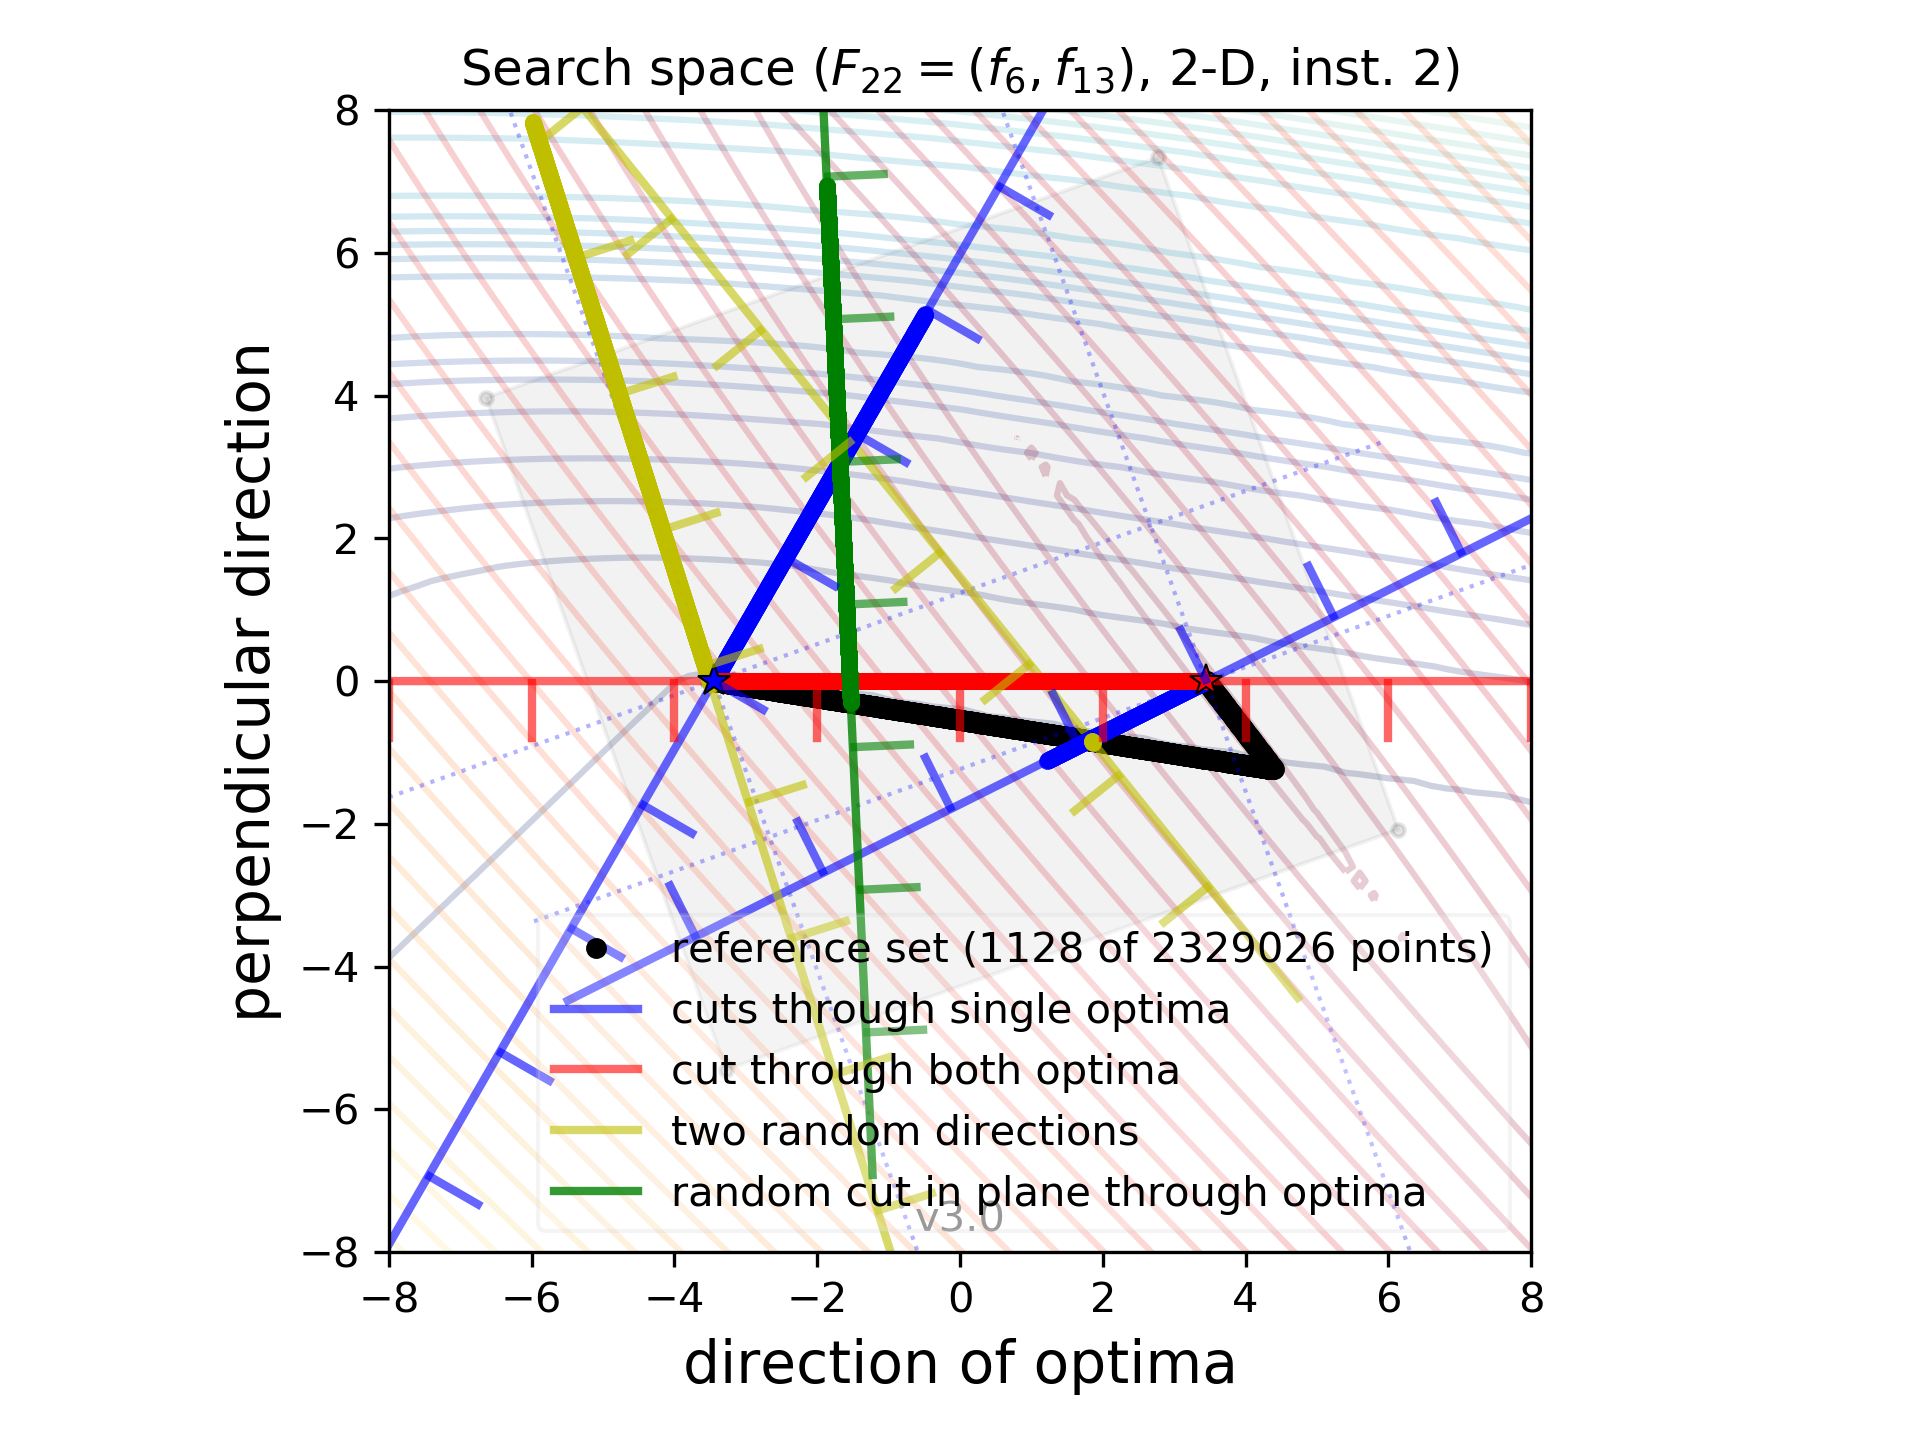 Search space (F22 = (f6, f13), 2-D, inst. 2)
perpendicular direction
8
6
4
2
0
−2
−4
−6
−8
reference set (1128 of 2329026 points)
cuts through single optima
cut through both optima
two random directions
random cut in plane through optima
v3.0
−8 −6 −4 −2 0 2 4 6 8
direction of optima